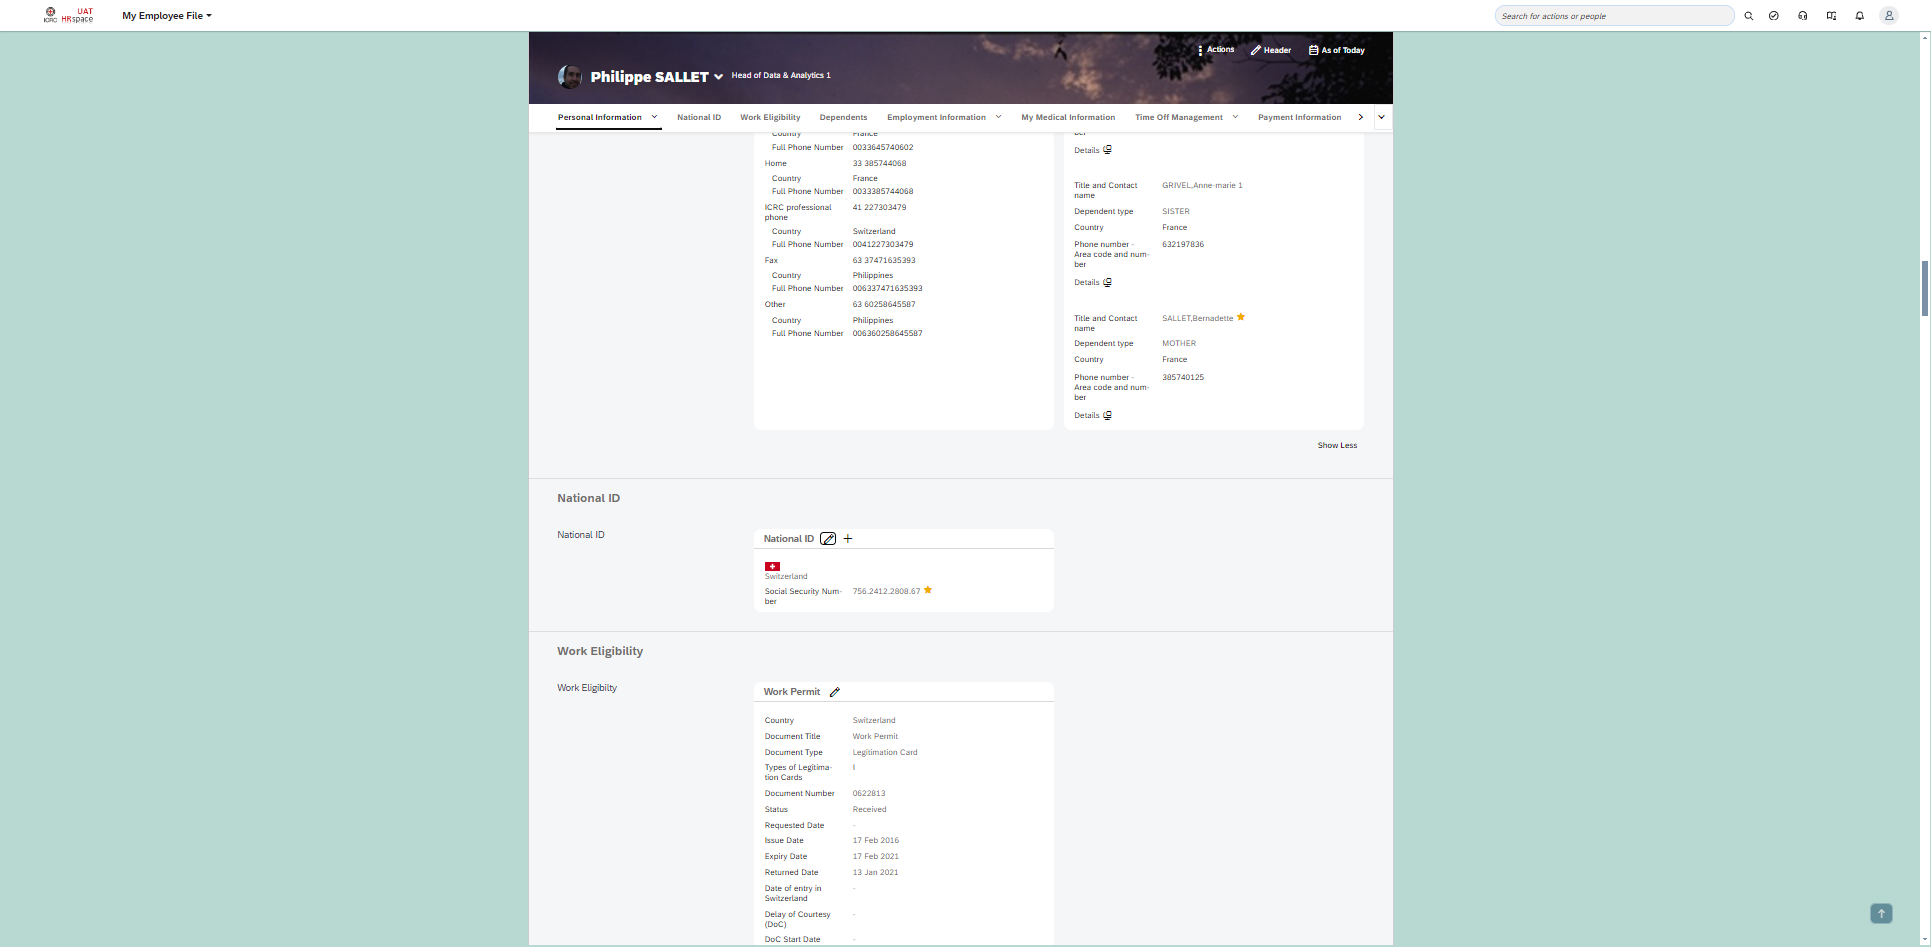 ICRC
UAT
HRspace
My Employee File
Search for actions or people
Actions
Header
As of Today
Philippe SALLET
Head of Data & Analytics 1
Personal Information
National ID
Work Eligibility
Dependents
Employment Information
My Medical Information
Time Off Management
Payment Information
Country France
Full Phone Number 0033645740602
Home 33 385744068
Country France
Full Phone Number 0033385744068
ICRC professional
phone
41 227303479
Country Switzerland
Full Phone Number 0041227303479
Fax 63 37471635393
Country Philippines
Full Phone Number 006337471635393
Other 63 60258645587
Country Philippines
Full Phone Number 006360258645587
ber
Details
Title and Contact
name
GRIVEL,Anne-marie 1
Dependent type SISTER
Country France
Phone number -
Area code and num-
ber
632197836
Details
Title and Contact
name
SALLET,Bernadette
Dependent type MOTHER
Country France
Phone number -
Area code and num-
ber
385740125
Details
Show Less
National ID
National ID
National ID
Switzerland
Social Security Num-
ber
756.2412.2808.67
Work Eligibility
Work Eligibilty
Work Permit
Country Switzerland
Document Title Work Permit
Document Type Legitimation Card
Types of Legitima-
tion Cards
I
Document Number 0622813
Status Received
Requested Date -
Issue Date 17 Feb 2016
Expiry Date 17 Feb 2021
Returned Date 13 Jan 2021
Date of entry in
Switzerland
-
Delay of Courtesy
(DoC)
-
DoC Start Date -